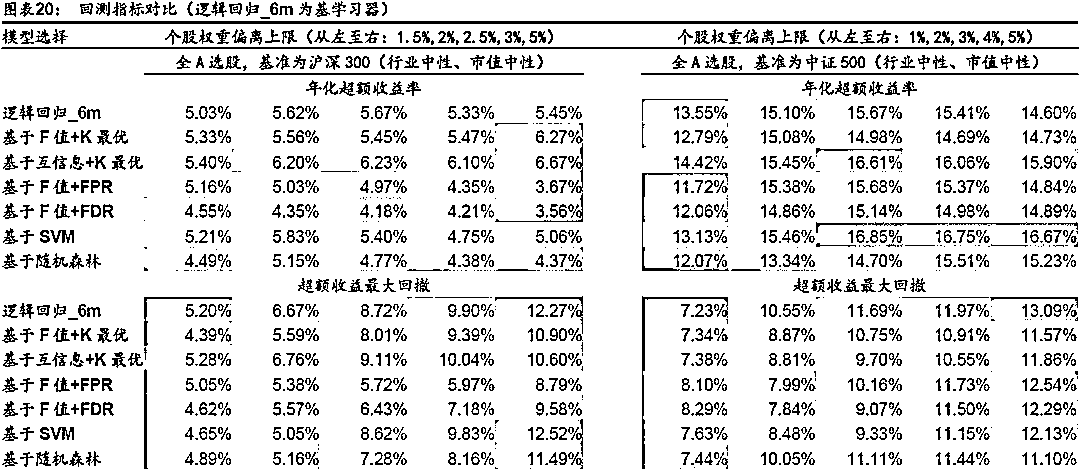 图表20： 回测指标对比（逻辑回归_6m 为基学习器）
模型选择 个股权重偏离上限（从左至右：1.5%, 2%, 2.5%, 3%, 5%） 个股权重偏离上限（从左至右：1%, 2%, 3%, 4%, 5%）
全 A 选股，基准为沪深 300（行业中性、市值中性） 全 A 选股，基准为中证 500（行业中性、市值中性）
年化超额收益率 年化超额收益率
逻辑回归_6m 5.03% 5.62% 5.67% 5.33% 5.45% 13.55% 15.10% 15.67% 15.41% 14.60%
基于 F 值+K 最优 5.33% 5.56% 5.45% 5.47% 6.27% 12.79% 15.08% 14.98% 14.69% 14.73%
基于互信息+K 最优 5.40% 6.20% 6.23% 6.10% 6.67% 14.42% 15.45% 16.61% 16.06% 15.90%
基于 F 值+FPR 5.16% 5.03% 4.97% 4.35% 3.67% 11.72% 15.38% 15.68% 15.37% 14.84%
基于 F 值+FDR 4.55% 4.35% 4.18% 4.21% 3.56% 12.06% 14.86% 15.14% 14.98% 14.89%
基于 SVM 5.21% 5.83% 5.40% 4.75% 5.06% 13.13% 15.46% 16.85% 16.75% 16.67%
基于随机森林 4.49% 5.15% 4.77% 4.38% 4.37% 12.07% 13.34% 14.70% 15.51% 15.23%
超额收益最大回撤 超额收益最大回撤
逻辑回归_6m 5.20% 6.67% 8.72% 9.90% 12.27% 7.23% 10.55% 11.69% 11.97% 13.09%
基于 F 值+K 最优 4.39% 5.59% 8.01% 9.39% 10.90% 7.34% 8.87% 10.75% 10.91% 11.57%
基于互信息+K 最优 5.28% 6.76% 9.11% 10.04% 10.60% 7.38% 8.81% 9.70% 10.55% 11.86%
基于 F 值+FPR 5.05% 5.38% 5.72% 5.97% 8.79% 8.10% 7.99% 10.16% 11.73% 12.54%
基于 F 值+FDR 4.62% 5.57% 6.43% 7.18% 9.58% 8.29% 7.84% 9.07% 11.50% 12.29%
基于 SVM 4.65% 5.05% 8.62% 9.83% 12.52% 7.63% 8.48% 9.33% 11.15% 12.13%
基于随机森林 4.89% 5.16% 7.28% 8.16% 11.49% 7.44% 10.05% 11.11% 11.44% 11.10%